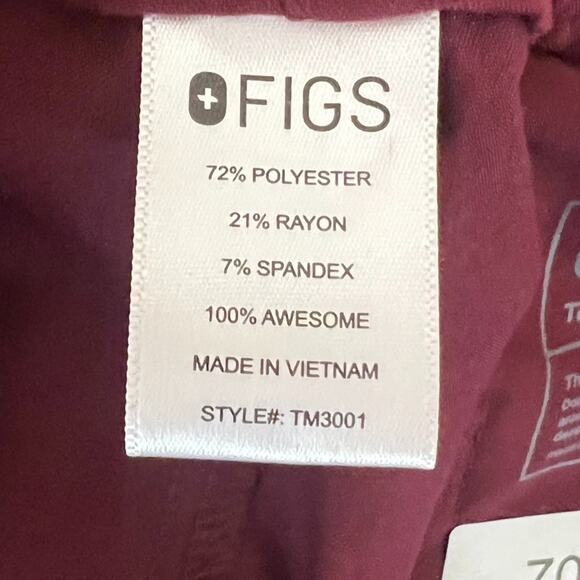 FIGS
72% POLYESTER
21% RAYON
7% SPANDEX
100% AWESOME
MADE IN VIETNAM
STYLE#: TM3001